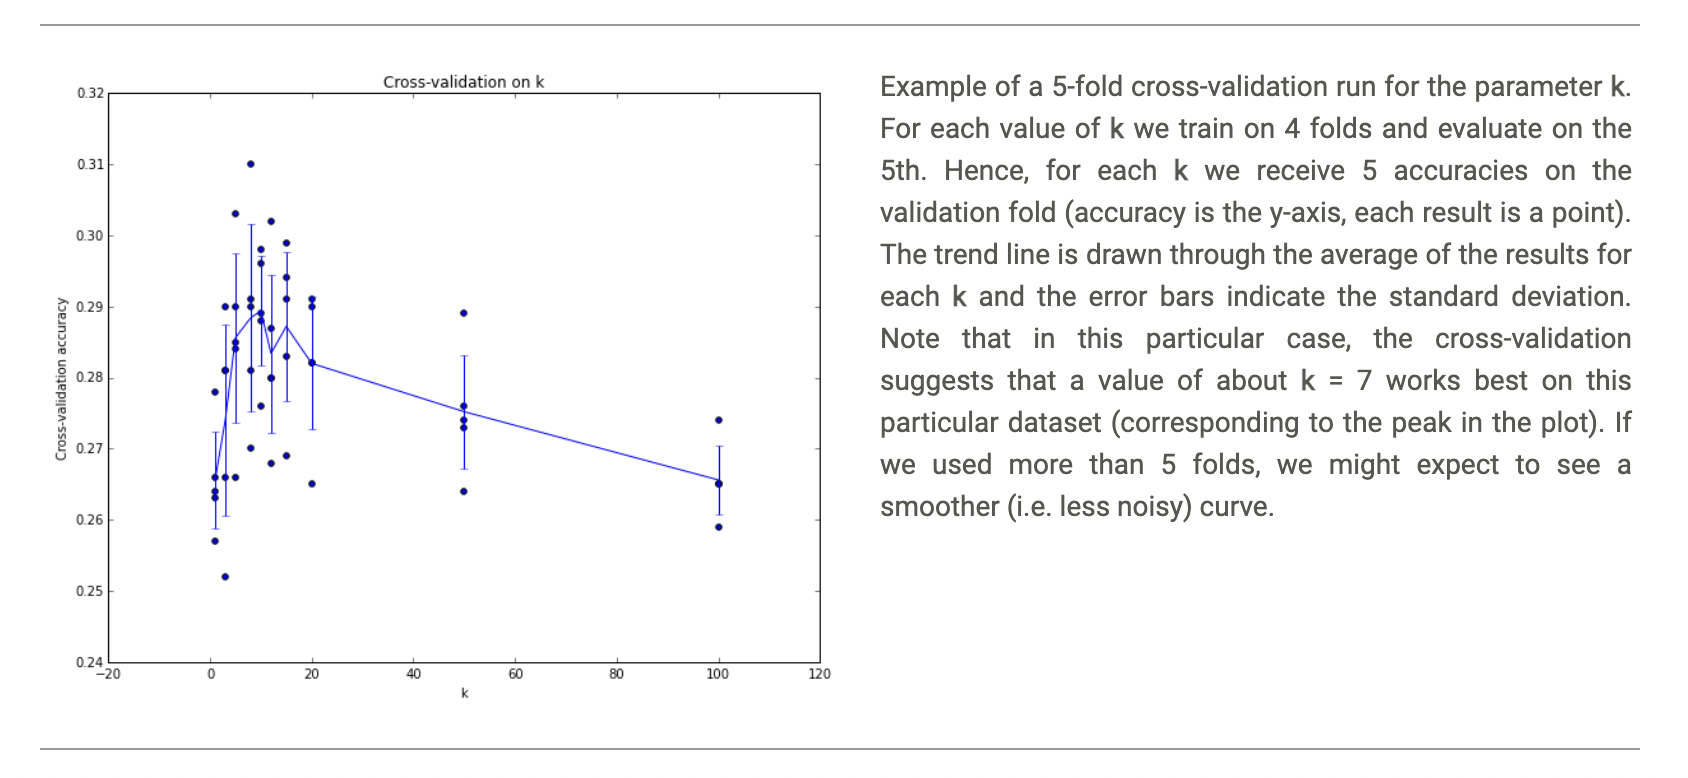 Cross-validation on k
0.32
0.31
0.30
0.29
0.28
0.27
0.26
0.25
0.24
Cross-validation accuracy
−20 0 20 40 60 80 100 120
k
Example of a 5-fold cross-validation run for the parameter k.
For each value of k we train on 4 folds and evaluate on the
5th. Hence, for each k we receive 5 accuracies on the
validation fold (accuracy is the y-axis, each result is a point).
The trend line is drawn through the average of the results for
each k and the error bars indicate the standard deviation.
Note that in this particular case, the cross-validation
suggests that a value of about k = 7 works best on this
particular dataset (corresponding to the peak in the plot). If
we used more than 5 folds, we might expect to see a
smoother (i.e. less noisy) curve.